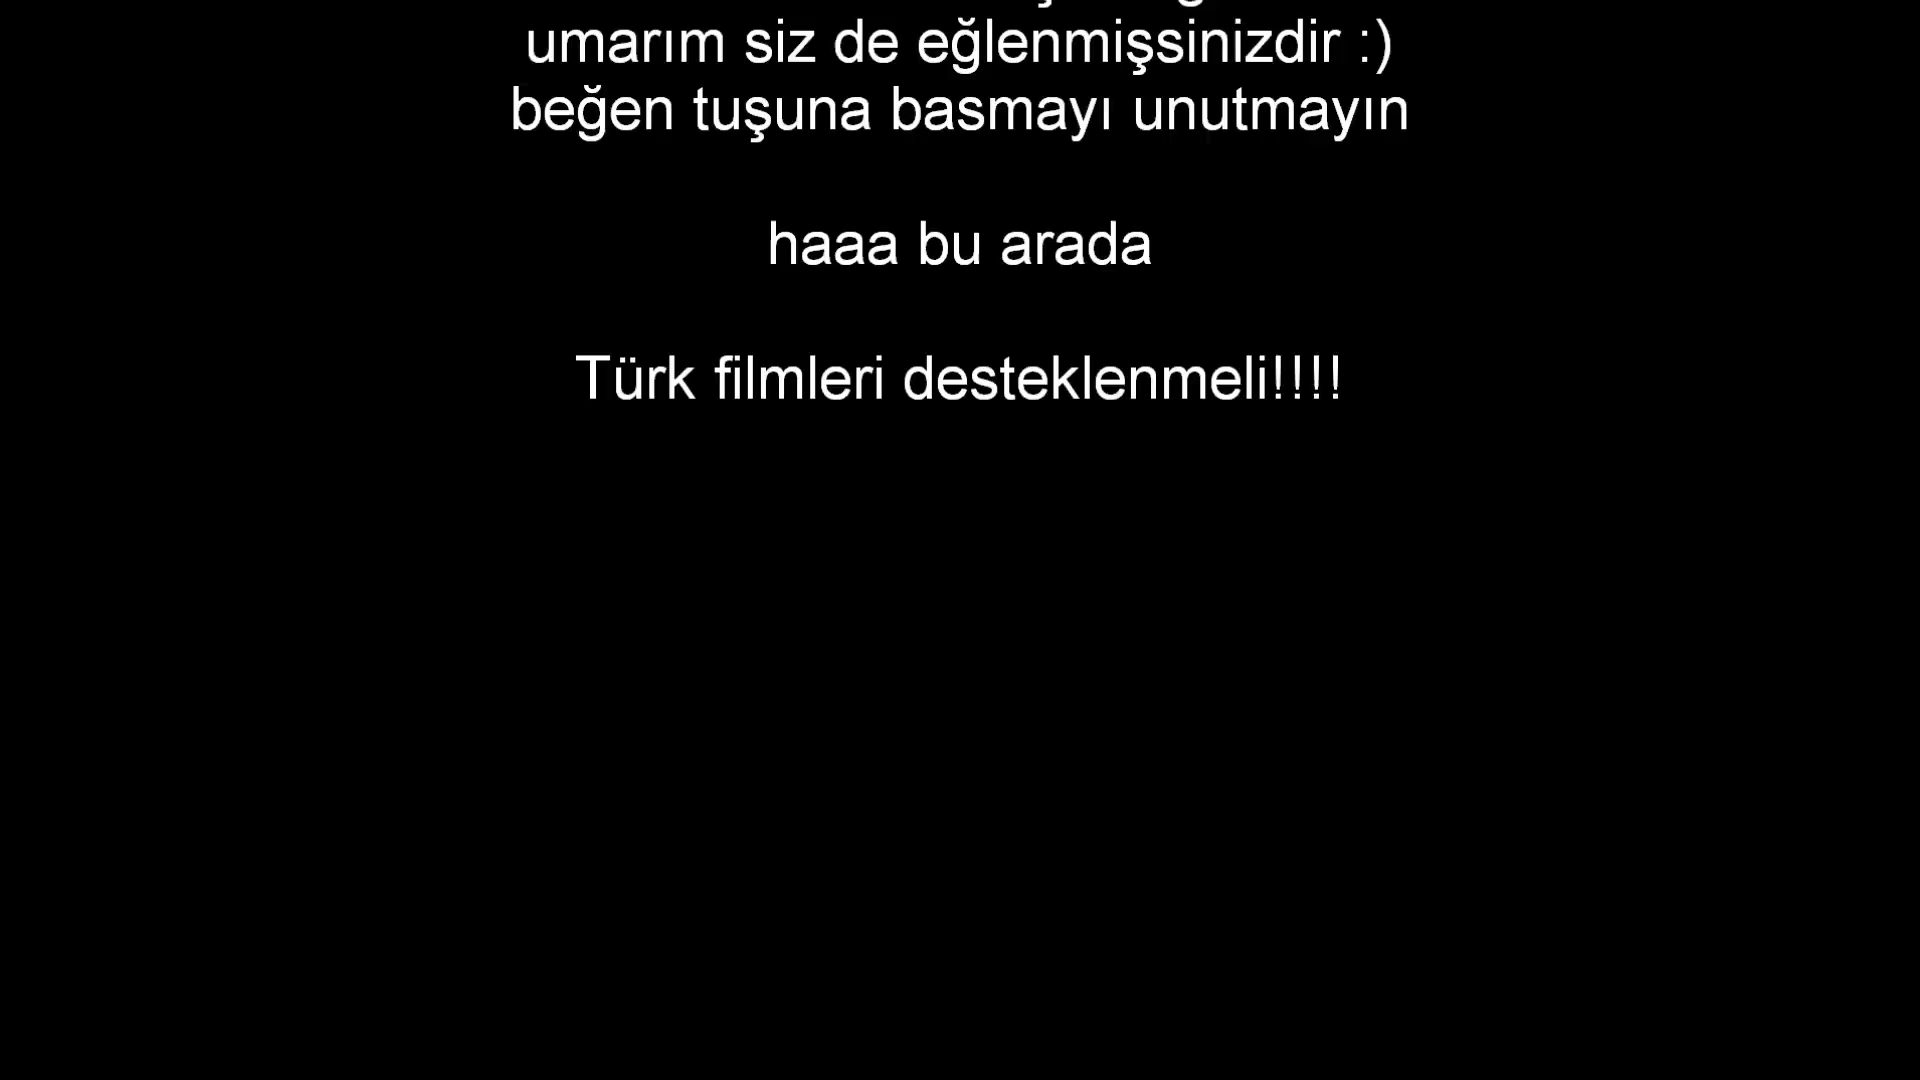 umarım siz de eğlenmişsinizdir :)
beğen tuşuna basmayı unutmayın
haaa bu arada
Türk filmleri desteklenmeli!!!!